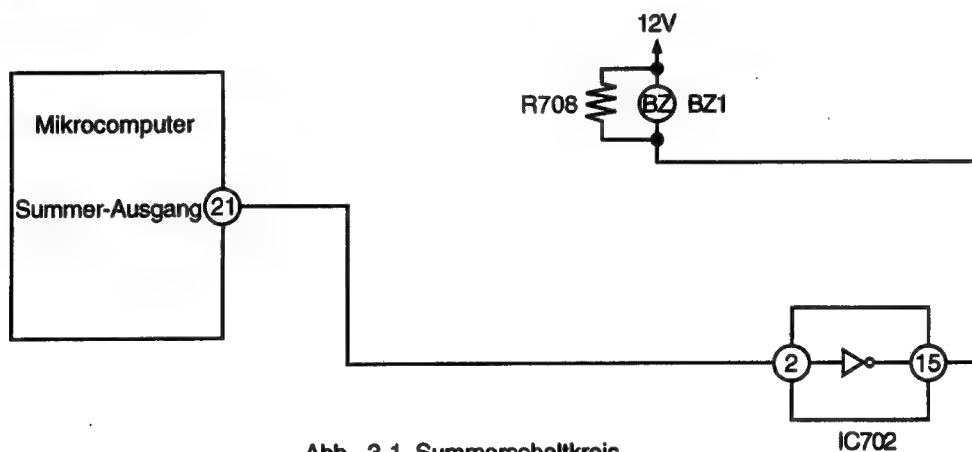 12V
R708 BZ BZ1
Mikrocomputer
Summer-Ausgang 21
2 15
IC702
Abb. 3-1 Summerschaltkreis